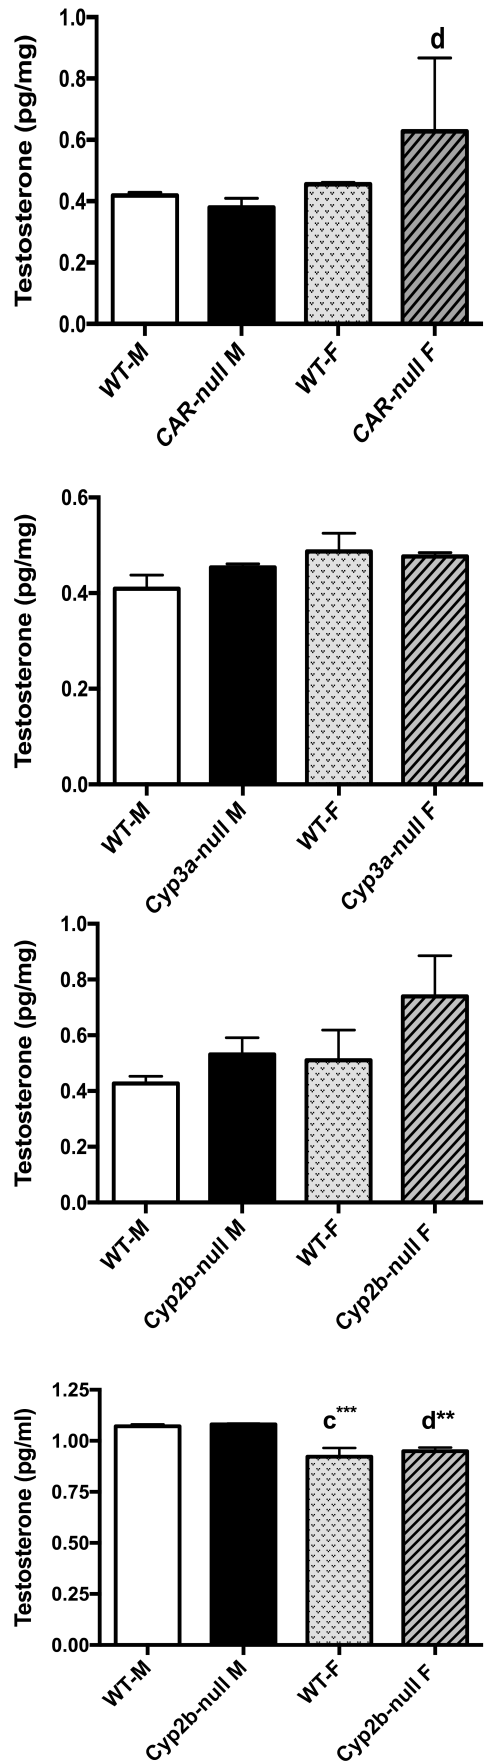 Testosterone (pg/mg)
1.0
0.8
0.6
0.4
0.2
0.0
d
WT-M
CAR-null M
WT-F
CAR-null F
Testosterone (pg/mg)
0.6
0.4
0.2
0.0
WT-M
Cyp3a-null M
WT-F
Cyp3a-null F
Testosterone (pg/mg)
1.0
0.8
0.6
0.4
0.2
0.0
WT-M
Cyp2b-null M
WT-F
Cyp2b-null F
Testosterone (pg/ml)
1.25
1.00
0.75
0.50
0.25
0.00
c***
d**
WT-M
Cyp2b-null M
WT-F
Cyp2b-null F